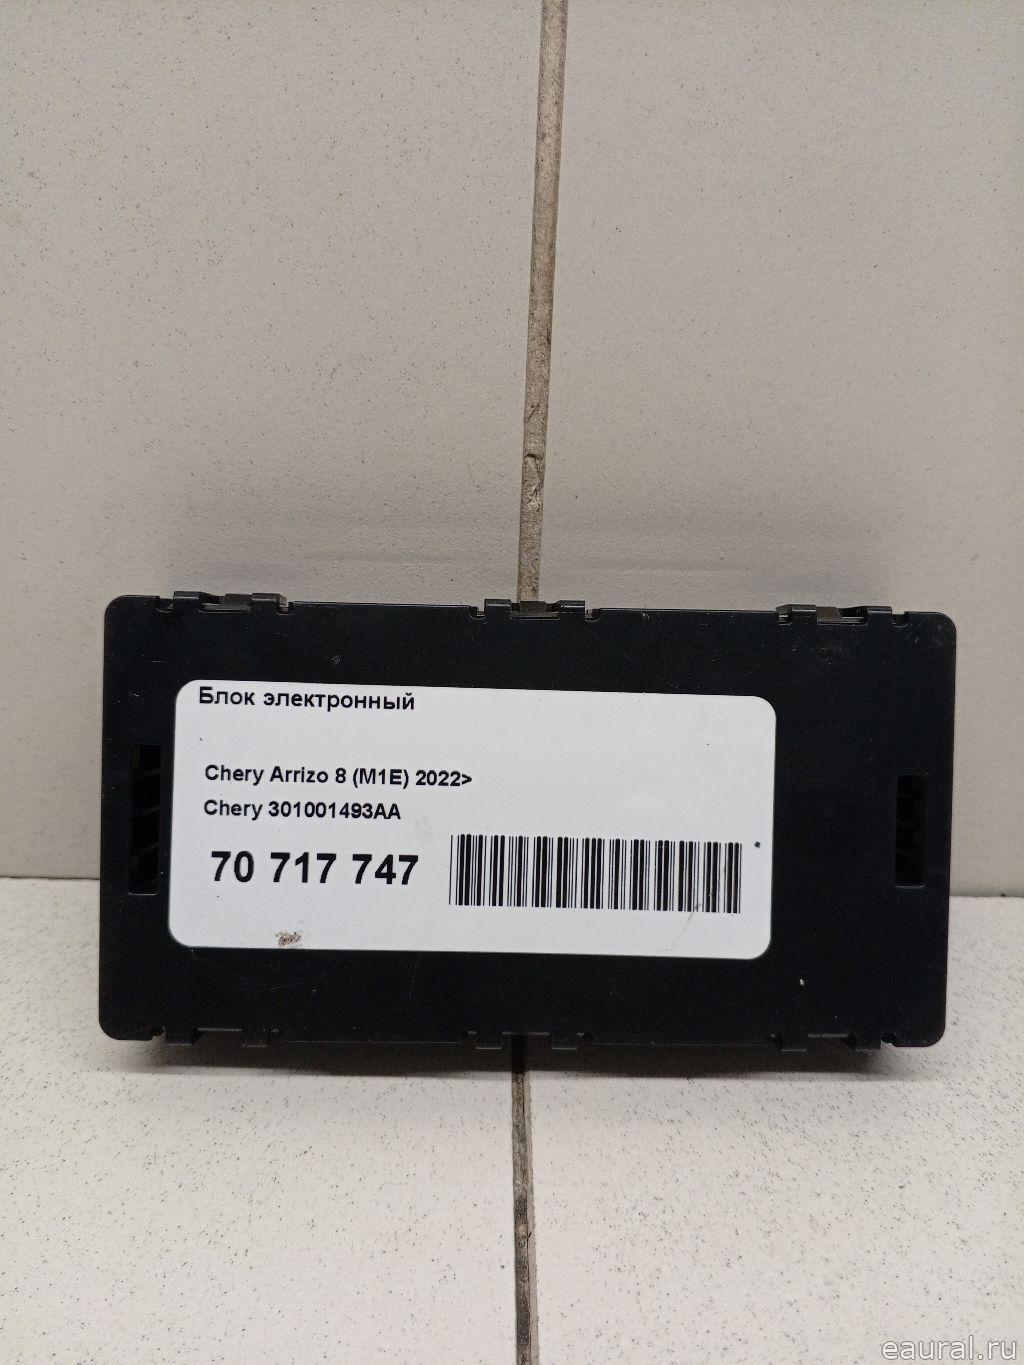 Блок электронный
Chery Arrizo 8 (M1E) 2022>
Chery 301001493AA
70 717 747
eaural.ru